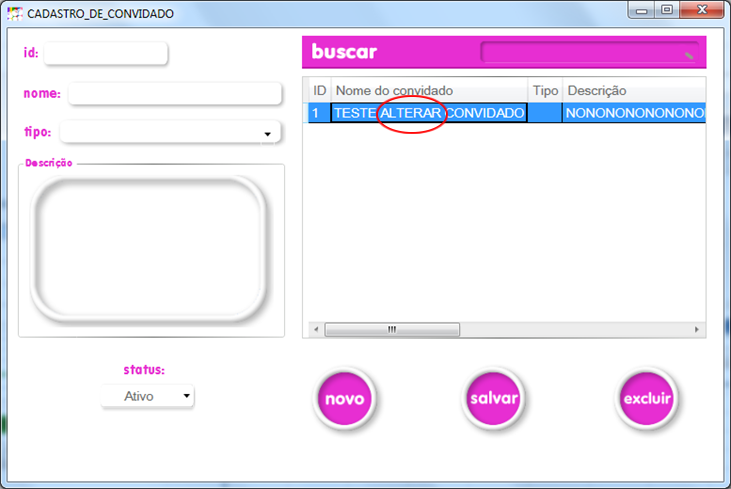 CADASTRO_DE_CONVIDADO
id:
nome:
tipo:
Descrição
status:
Ativo
buscar
ID Nome do convidado Tipo Descrição
1 TESTE ALTERAR CONVIDADO NONONONONONONO
novo
salvar
excluir